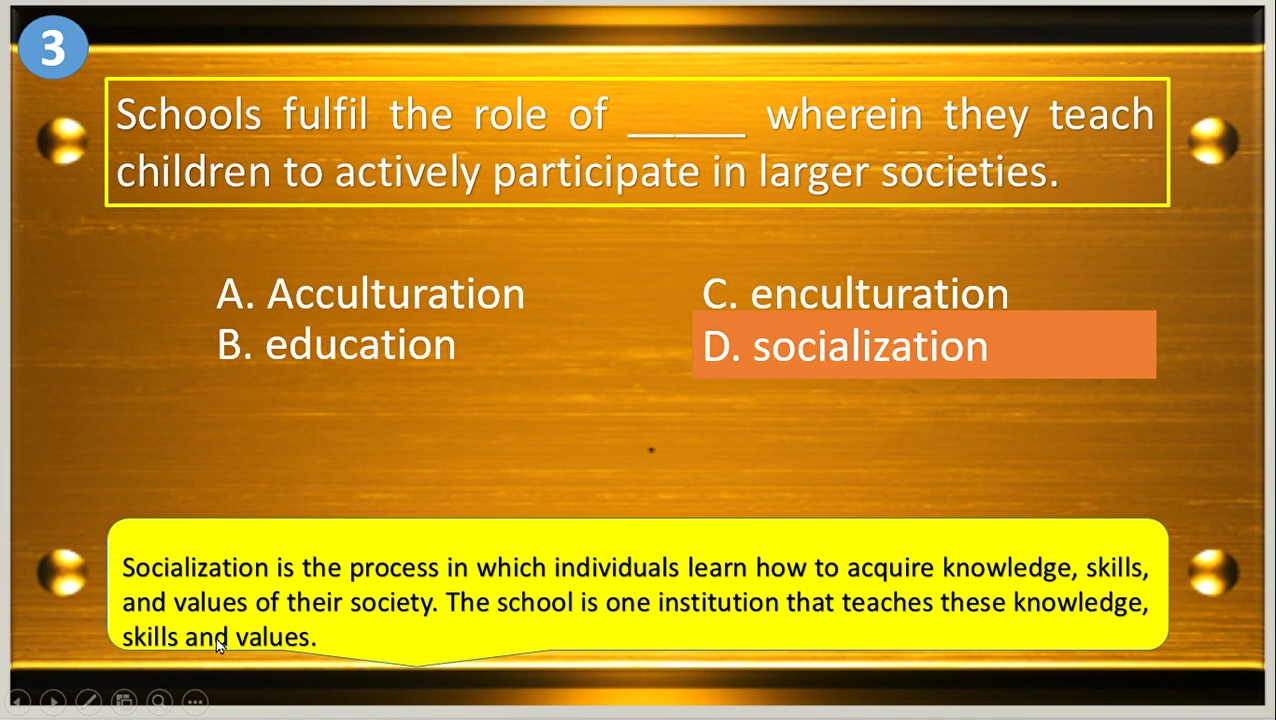 3
Schools fulfil the role of _____ wherein they teach
children to actively participate in larger societies.
A. Acculturation
B. education
C. enculturation
D. socialization
Socialization is the process in which individuals learn how to acquire knowledge, skills,
and values of their society. The school is one institution that teaches these knowledge,
skills and values.